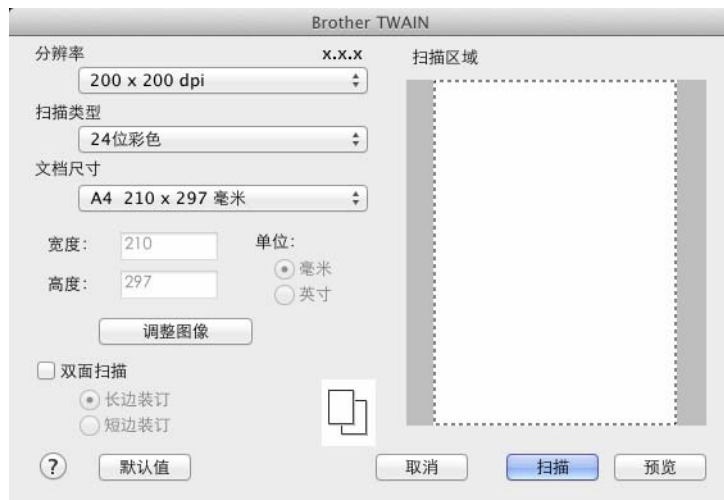 Brother TWAIN
分辨率 x.x.x
200 x 200 dpi
扫描类型
24位彩色
文档尺寸
A4 210 x 297 毫米
宽度: 210
高度: 297
单位:
毫米
英寸
调整图像
双面扫描
长边装订
短边装订
? 默认值
扫描区域
取消 扫描 预览